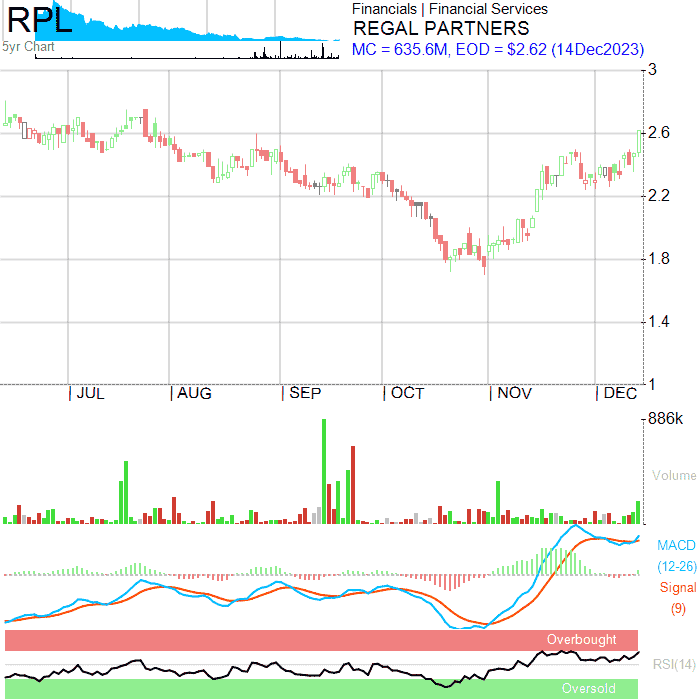 RPL
5yr Chart
Financials | Financial Services
REGAL PARTNERS
MC = 635.6M, EOD = $2.62 (14Dec2023)
3
2.6
2.2
1.8
1.4
1
JUL AUG SEP OCT NOV DEC
886k
Volume
MACD
(12-26)
Signal
(9)
Overbought
RSI(14)
Oversold